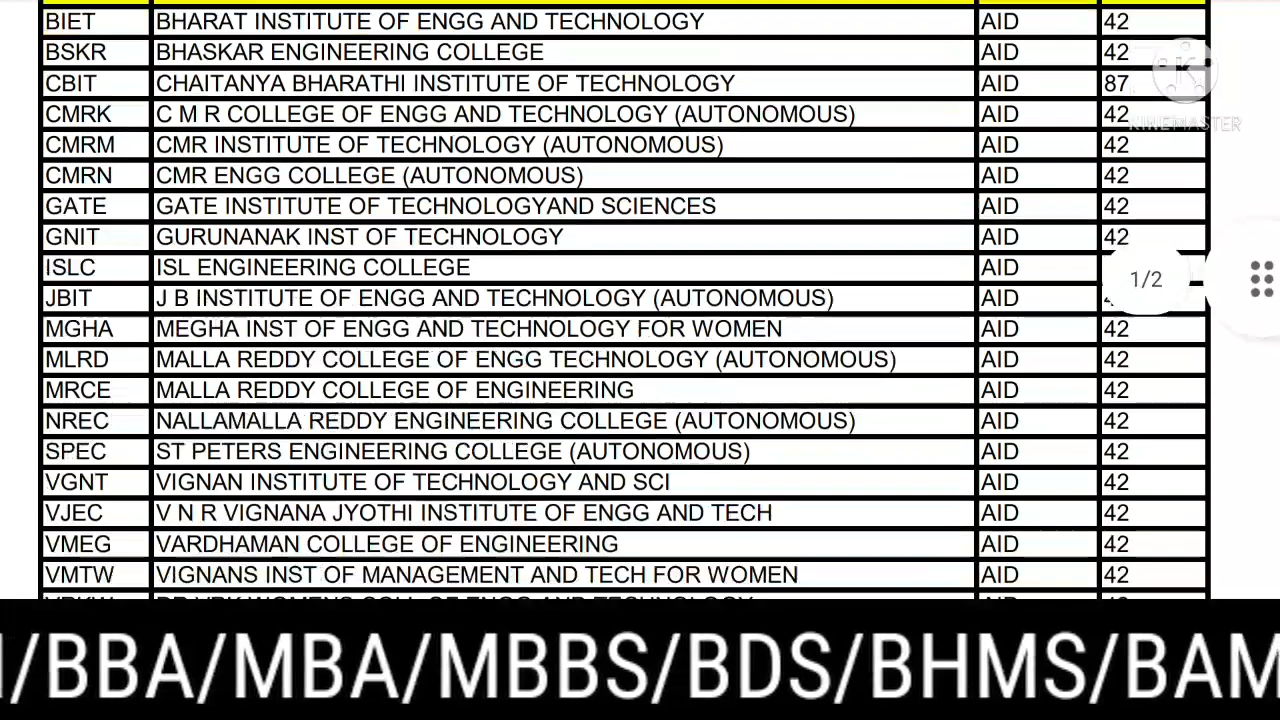 BIET BHARAT INSTITUTE OF ENGG AND TECHNOLOGY AID 42
BSKR BHASKAR ENGINEERING COLLEGE AID 42
CBIT CHAITANYA BHARATHI INSTITUTE OF TECHNOLOGY AID 87
CMRK C M R COLLEGE OF ENGG AND TECHNOLOGY (AUTONOMOUS) AID 42
KINEMASTER
CMRM CMR INSTITUTE OF TECHNOLOGY (AUTONOMOUS) AID 42
CMRN CMR ENGG COLLEGE (AUTONOMOUS) AID 42
GATE GATE INSTITUTE OF TECHNOLOGYAND SCIENCES AID 42
GNIT GURUNANAK INST OF TECHNOLOGY AID 42
ISLC ISL ENGINEERING COLLEGE AID
1/2
JBIT J B INSTITUTE OF ENGG AND TECHNOLOGY (AUTONOMOUS) AID
MGHA MEGHA INST OF ENGG AND TECHNOLOGY FOR WOMEN AID 42
MLRD MALLA REDDY COLLEGE OF ENGG TECHNOLOGY (AUTONOMOUS) AID 42
MRCE MALLA REDDY COLLEGE OF ENGINEERING AID 42
NREC NALLAMALLA REDDY ENGINEERING COLLEGE (AUTONOMOUS) AID 42
SPEC ST PETERS ENGINEERING COLLEGE (AUTONOMOUS) AID 42
VGNT VIGNAN INSTITUTE OF TECHNOLOGY AND SCI AID 42
VJEC V N R VIGNANA JYOTHI INSTITUTE OF ENGG AND TECH AID 42
VMEG VARDHAMAN COLLEGE OF ENGINEERING AID 42
VMTW VIGNANS INST OF MANAGEMENT AND TECH FOR WOMEN AID 42
/BBA/MBA/MBBS/BDS/BHMS/BAM